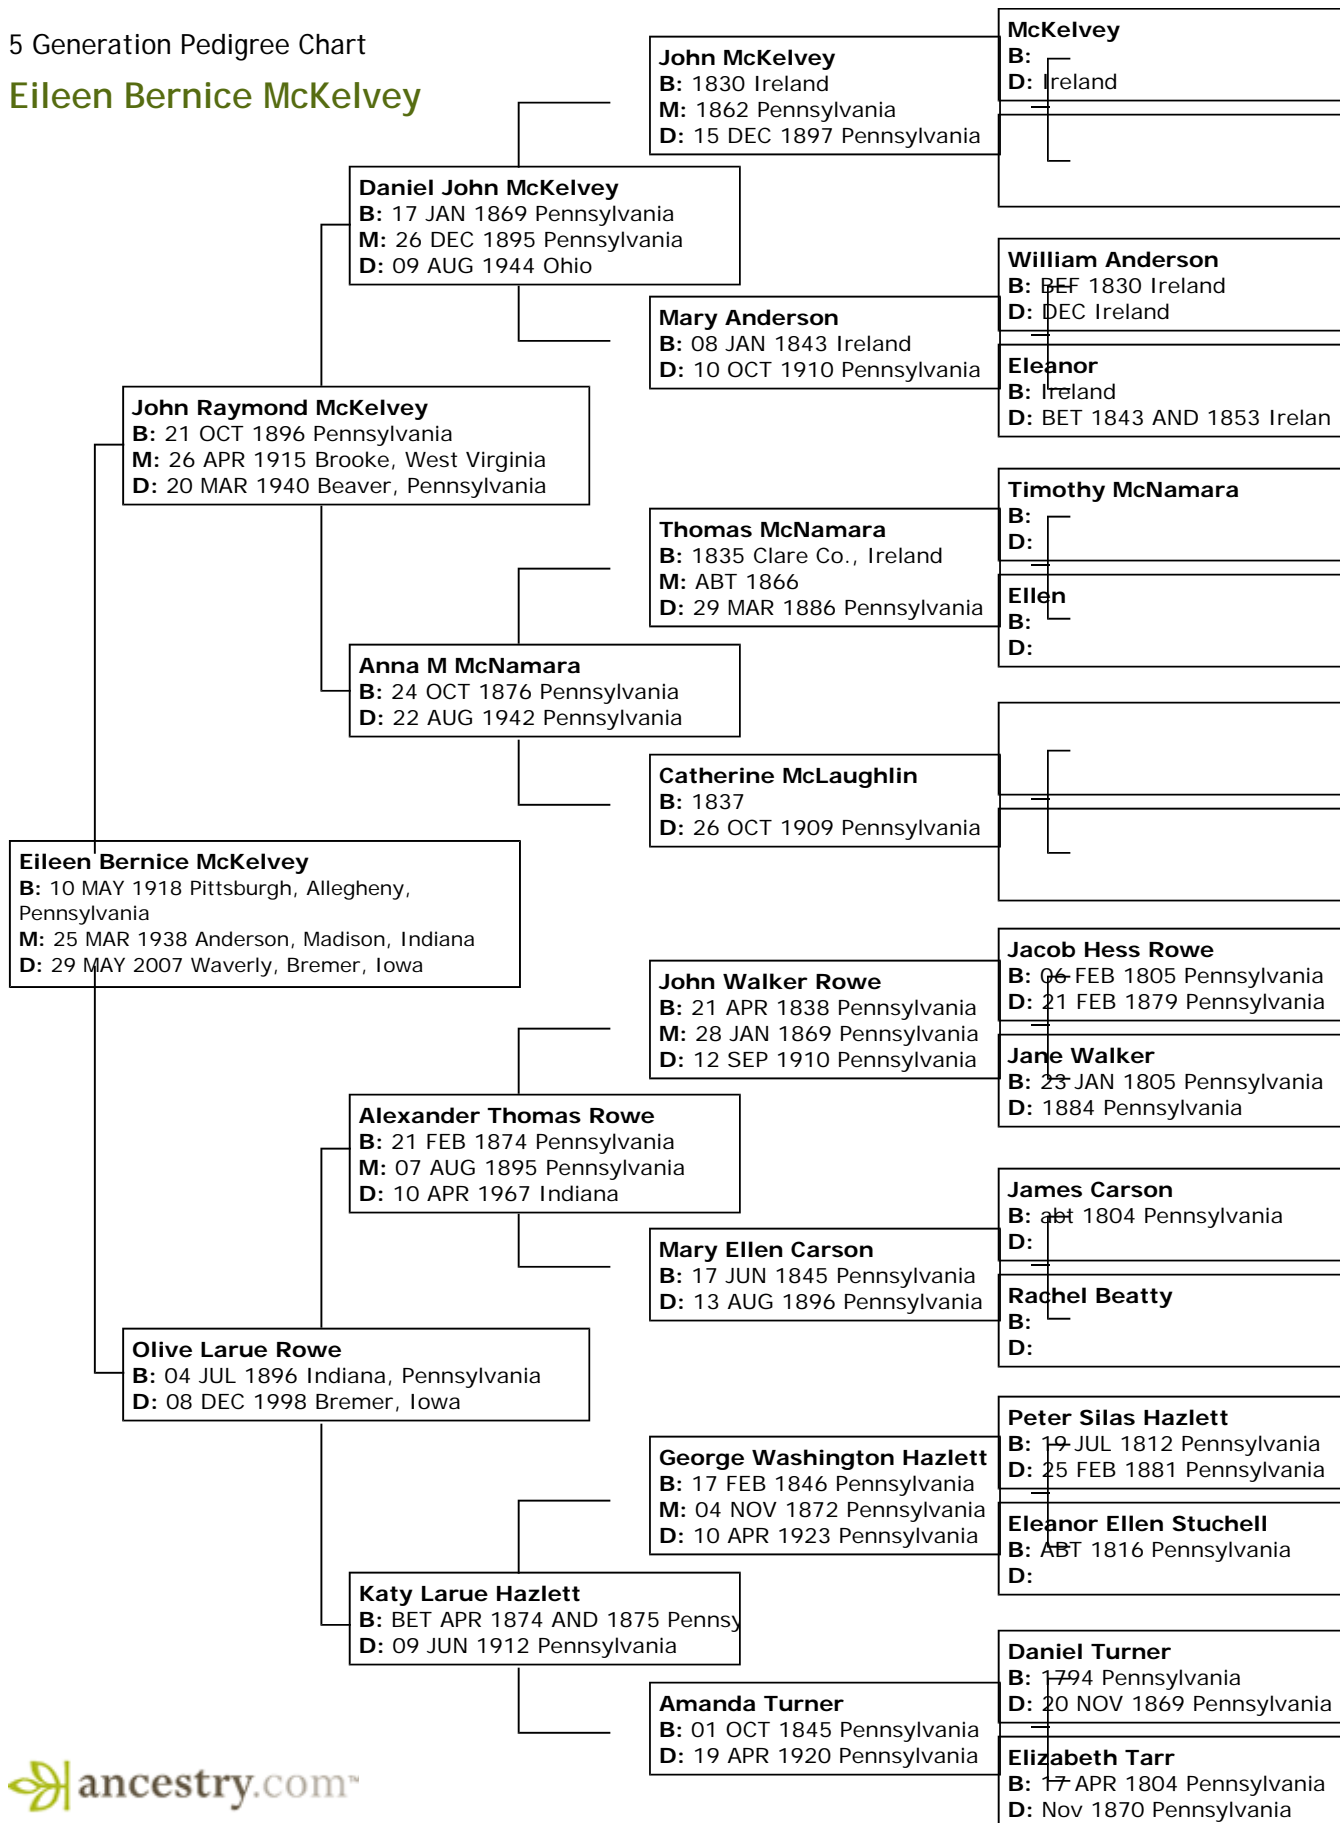 5 Generation Pedigree Chart
Eileen Bernice McKelvey
Eileen Bernice McKelvey
B: 10 MAY 1918 Pittsburgh, Allegheny,
Pennsylvania
M: 25 MAR 1938 Anderson, Madison, Indiana
D: 29 MAY 2007 Waverly, Bremer, Iowa
John Raymond McKelvey
B: 21 OCT 1896 Pennsylvania
M: 26 APR 1915 Brooke, West Virginia
D: 20 MAR 1940 Beaver, Pennsylvania
Olive Larue Rowe
B: 04 JUL 1896 Indiana, Pennsylvania
D: 08 DEC 1998 Bremer, Iowa
Daniel John McKelvey
B: 17 JAN 1869 Pennsylvania
M: 26 DEC 1895 Pennsylvania
D: 09 AUG 1944 Ohio
Anna M McNamara
B: 24 OCT 1876 Pennsylvania
D: 22 AUG 1942 Pennsylvania
Alexander Thomas Rowe
B: 21 FEB 1874 Pennsylvania
M: 07 AUG 1895 Pennsylvania
D: 10 APR 1967 Indiana
Katy Larue Hazlett
B: BET APR 1874 AND 1875 Pennsy
D: 09 JUN 1912 Pennsylvania
John McKelvey
B: 1830 Ireland
M: 1862 Pennsylvania
D: 15 DEC 1897 Pennsylvania
Mary Anderson
B: 08 JAN 1843 Ireland
D: 10 OCT 1910 Pennsylvania
Thomas McNamara
B: 1835 Clare Co., Ireland
M: ABT 1866
D: 29 MAR 1886 Pennsylvania
Catherine McLaughlin
B: 1837
D: 26 OCT 1909 Pennsylvania
John Walker Rowe
B: 21 APR 1838 Pennsylvania
M: 28 JAN 1869 Pennsylvania
D: 12 SEP 1910 Pennsylvania
Mary Ellen Carson
B: 17 JUN 1845 Pennsylvania
D: 13 AUG 1896 Pennsylvania
George Washington Hazlett
B: 17 FEB 1846 Pennsylvania
M: 04 NOV 1872 Pennsylvania
D: 10 APR 1923 Pennsylvania
Amanda Turner
B: 01 OCT 1845 Pennsylvania
D: 19 APR 1920 Pennsylvania
McKelvey
B:
D: Ireland
William Anderson
B: BEF 1830 Ireland
D: DEC Ireland
Eleanor
B: Ireland
D: BET 1843 AND 1853 Irelan
Timothy McNamara
B:
D:
Ellen
B:
D:
Jacob Hess Rowe
B: 06 FEB 1805 Pennsylvania
D: 21 FEB 1879 Pennsylvania
Jane Walker
B: 23 JAN 1805 Pennsylvania
D: 1884 Pennsylvania
James Carson
B: abt 1804 Pennsylvania
D:
Rachel Beatty
B:
D:
Peter Silas Hazlett
B: 19 JUL 1812 Pennsylvania
D: 25 FEB 1881 Pennsylvania
Eleanor Ellen Stuchell
B: ABT 1816 Pennsylvania
D:
Daniel Turner
B: 1794 Pennsylvania
D: 20 NOV 1869 Pennsylvania
Elizabeth Tarr
B: 17 APR 1804 Pennsylvania
D: Nov 1870 Pennsylvania
ancestry.com™